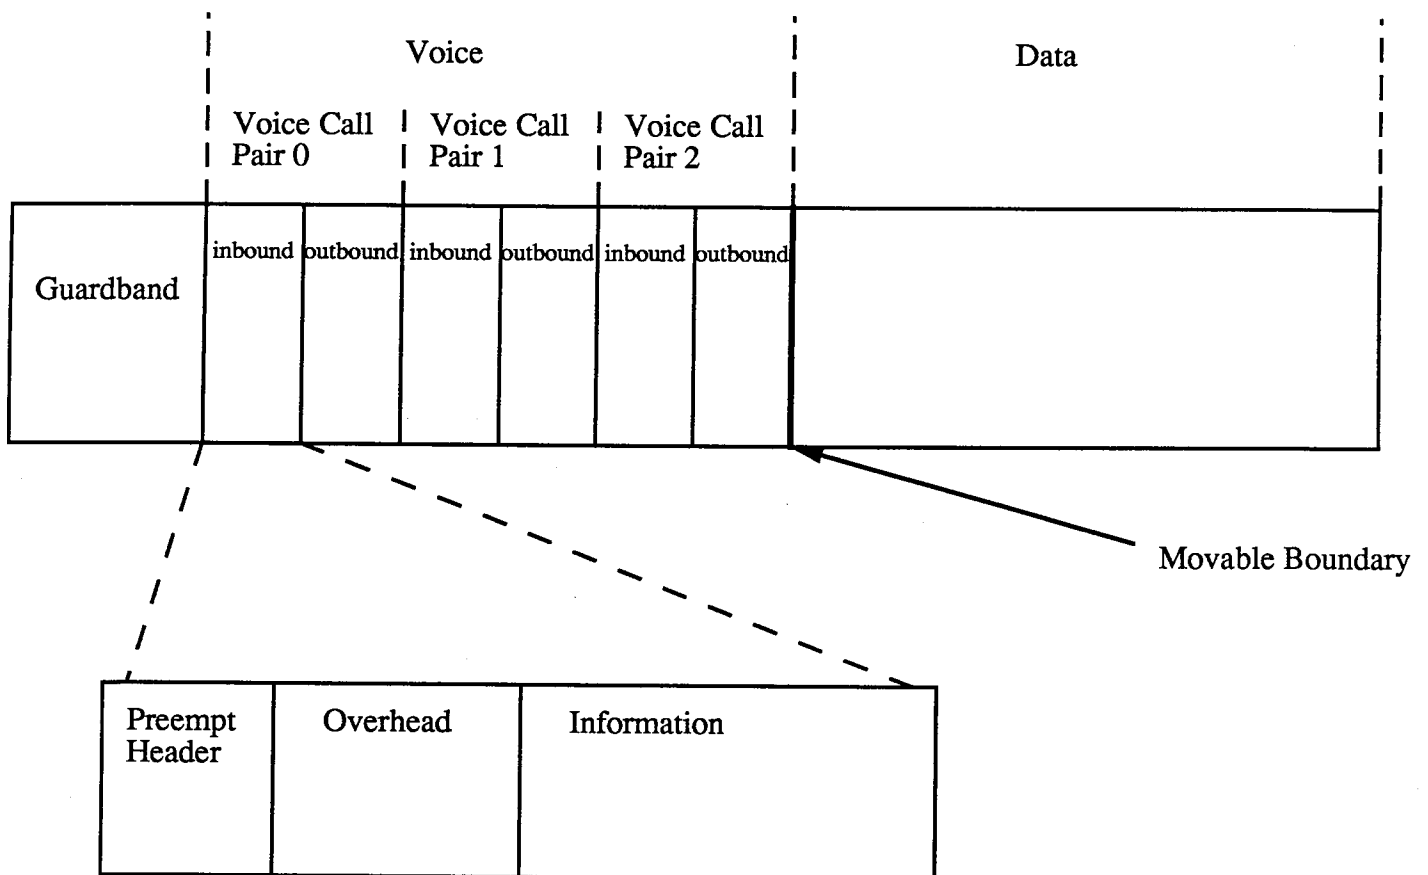 Voice
Data
Voice Call
Pair 0
Voice Call
Pair 1
Voice Call
Pair 2
Guardband
inbound
outbound
inbound
outbound
inbound
outbound
Movable Boundary
Preempt
Header
Overhead
Information